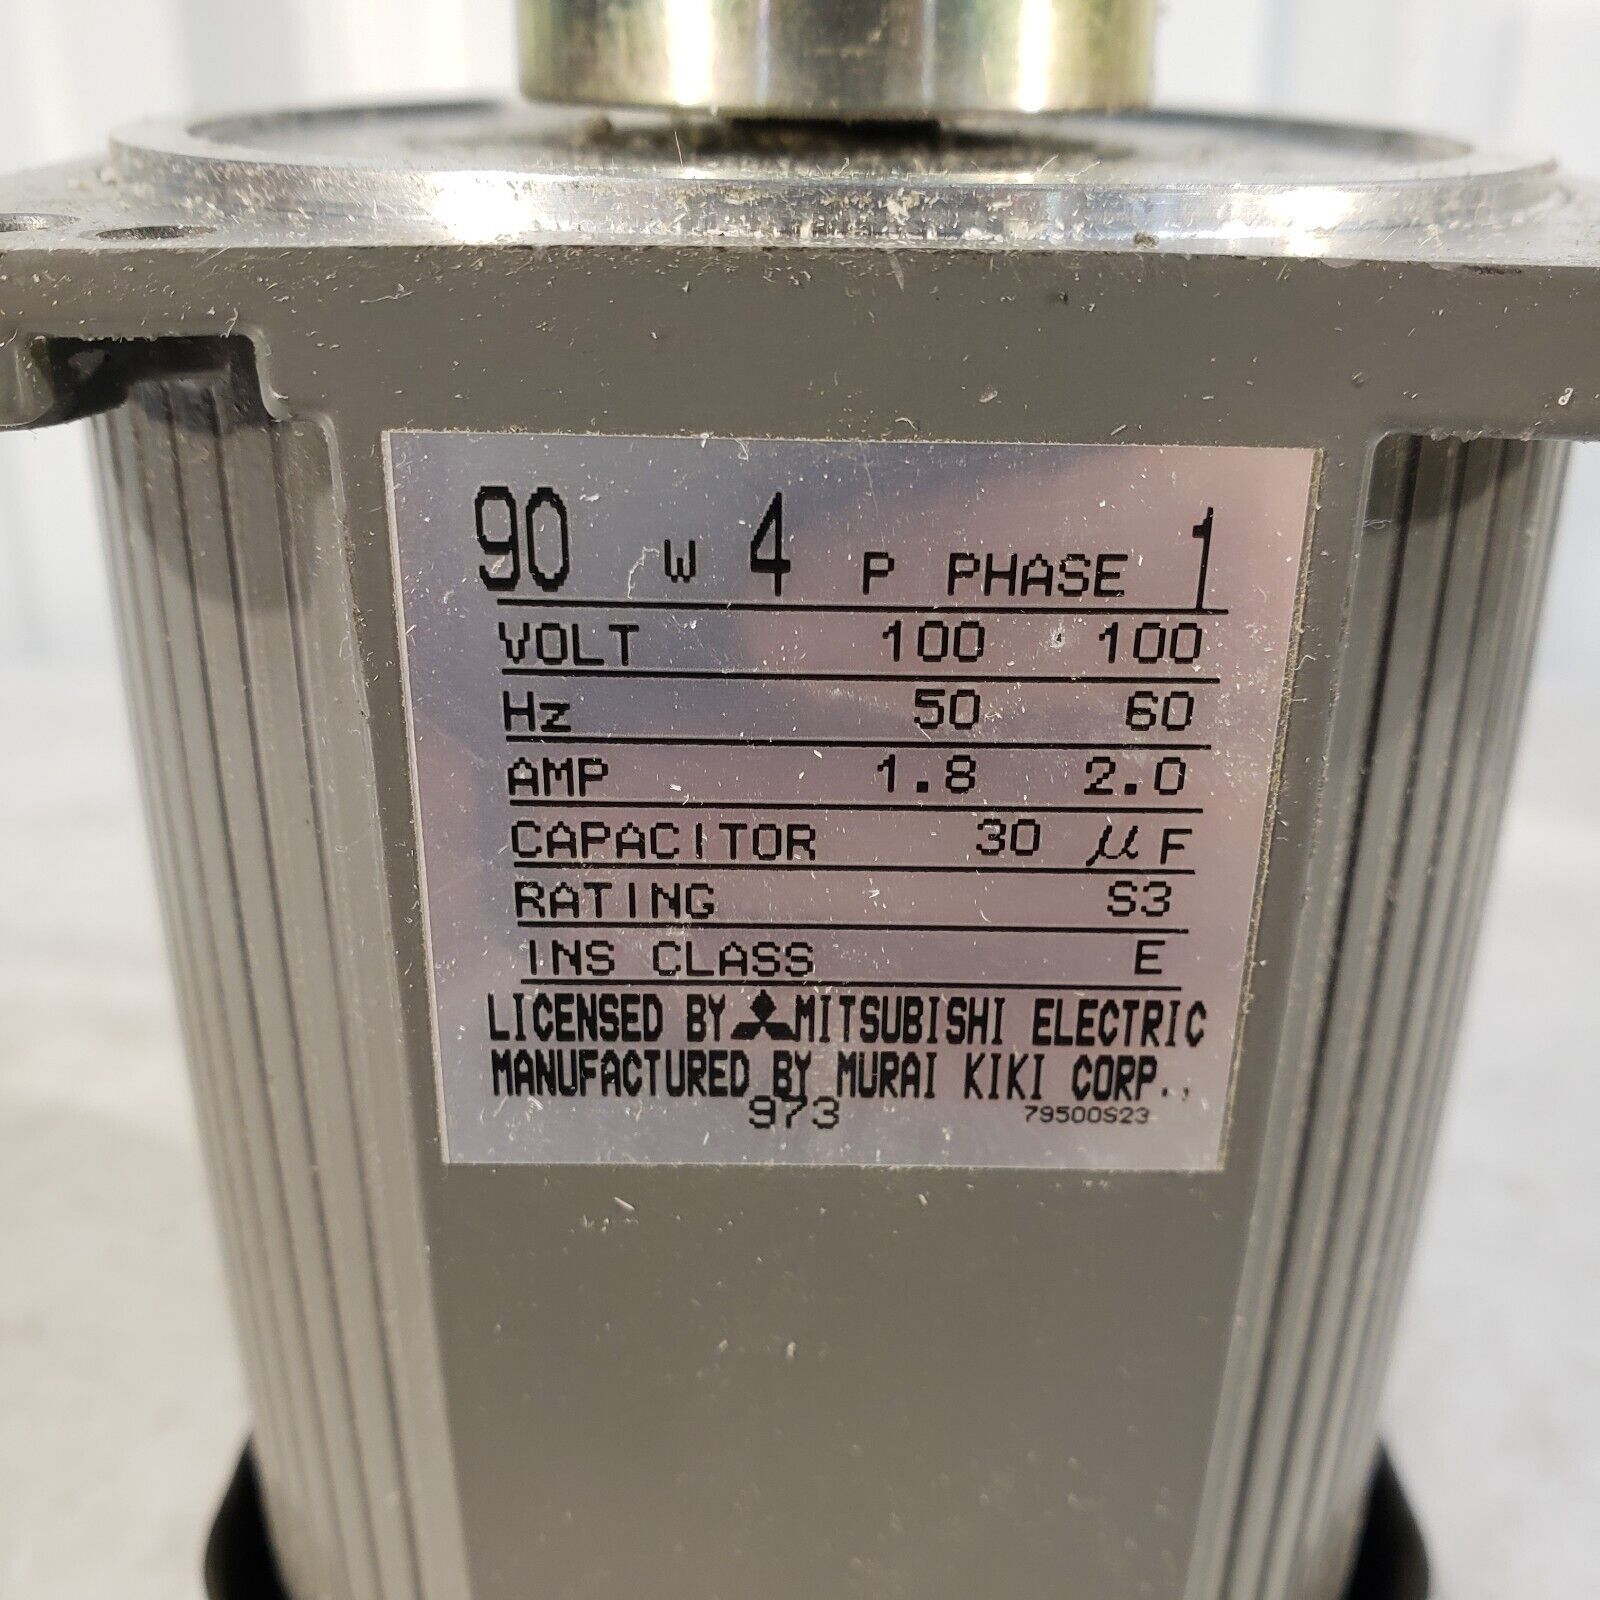 90 W 4 P PHASE 1
VOLT 100 100
Hz 50 60
AMP 1.8 2.0
CAPACITOR 30 μF
RATING S3
INS CLASS E
LICENSED BY MITSUBISHI ELECTRIC
MANUFACTURED BY MURAI KIKI CORP.,
973 79500S23